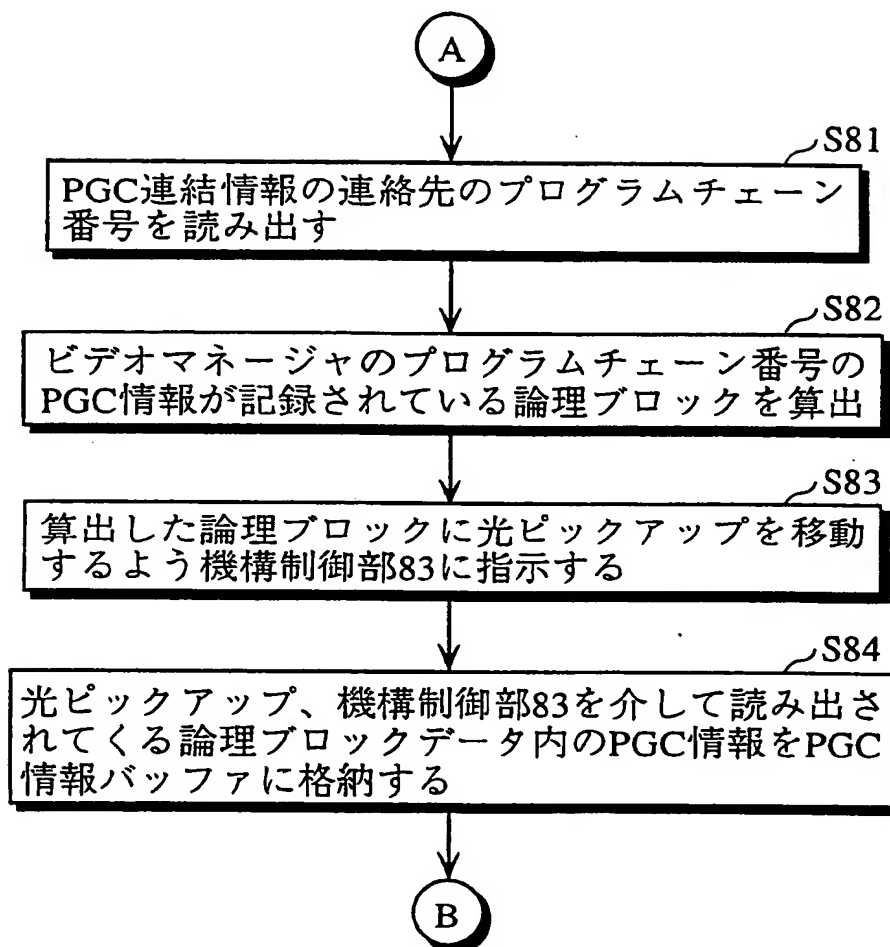 A
S81
PGC連結情報の連絡先のプログラムチェーン
番号を読み出す
S82
ビデオマネージャのプログラムチェーン番号の
PGC情報が記録されている論理ブロックを算出
S83
算出した論理ブロックに光ピックアップを移動
するよう機構制御部83に指示する
S84
光ピックアップ、機構制御部83を介して読み出さ
れてくる論理ブロックデータ内のPGC情報をPGC
情報バッファに格納する
B